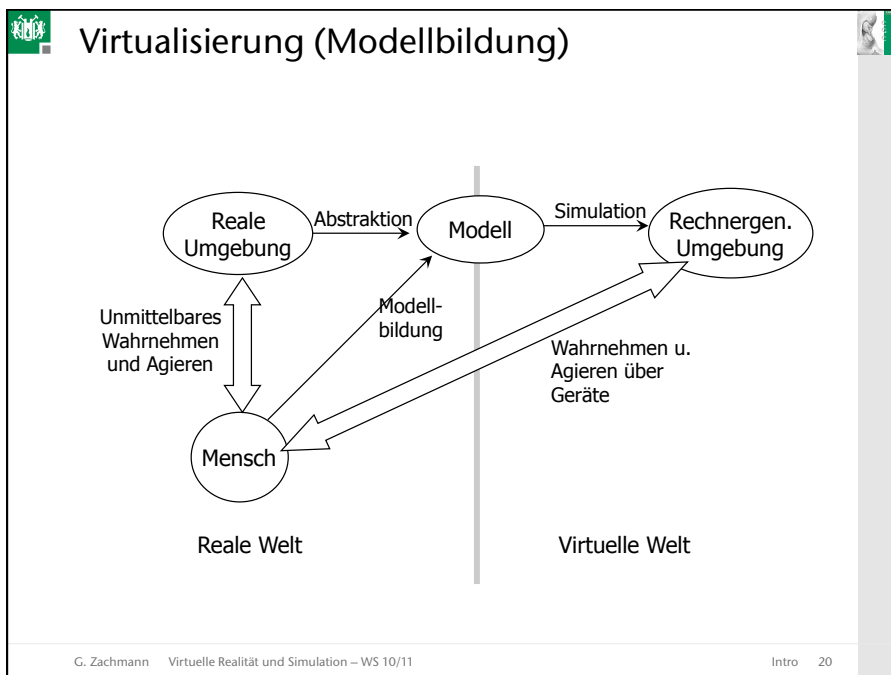 Virtualisierung (Modellbildung)
Reale
Umgebung
Abstraktion
Modell
Simulation
Rechnergen.
Umgebung
Unmittelbares
Wahrnehmen
und Agieren
Modell-
bildung
Wahrnehmen u.
Agieren über
Geräte
Mensch
Reale Welt
Virtuelle Welt
G. Zachmann Virtuelle Realität und Simulation – WS 10/11
Intro 20